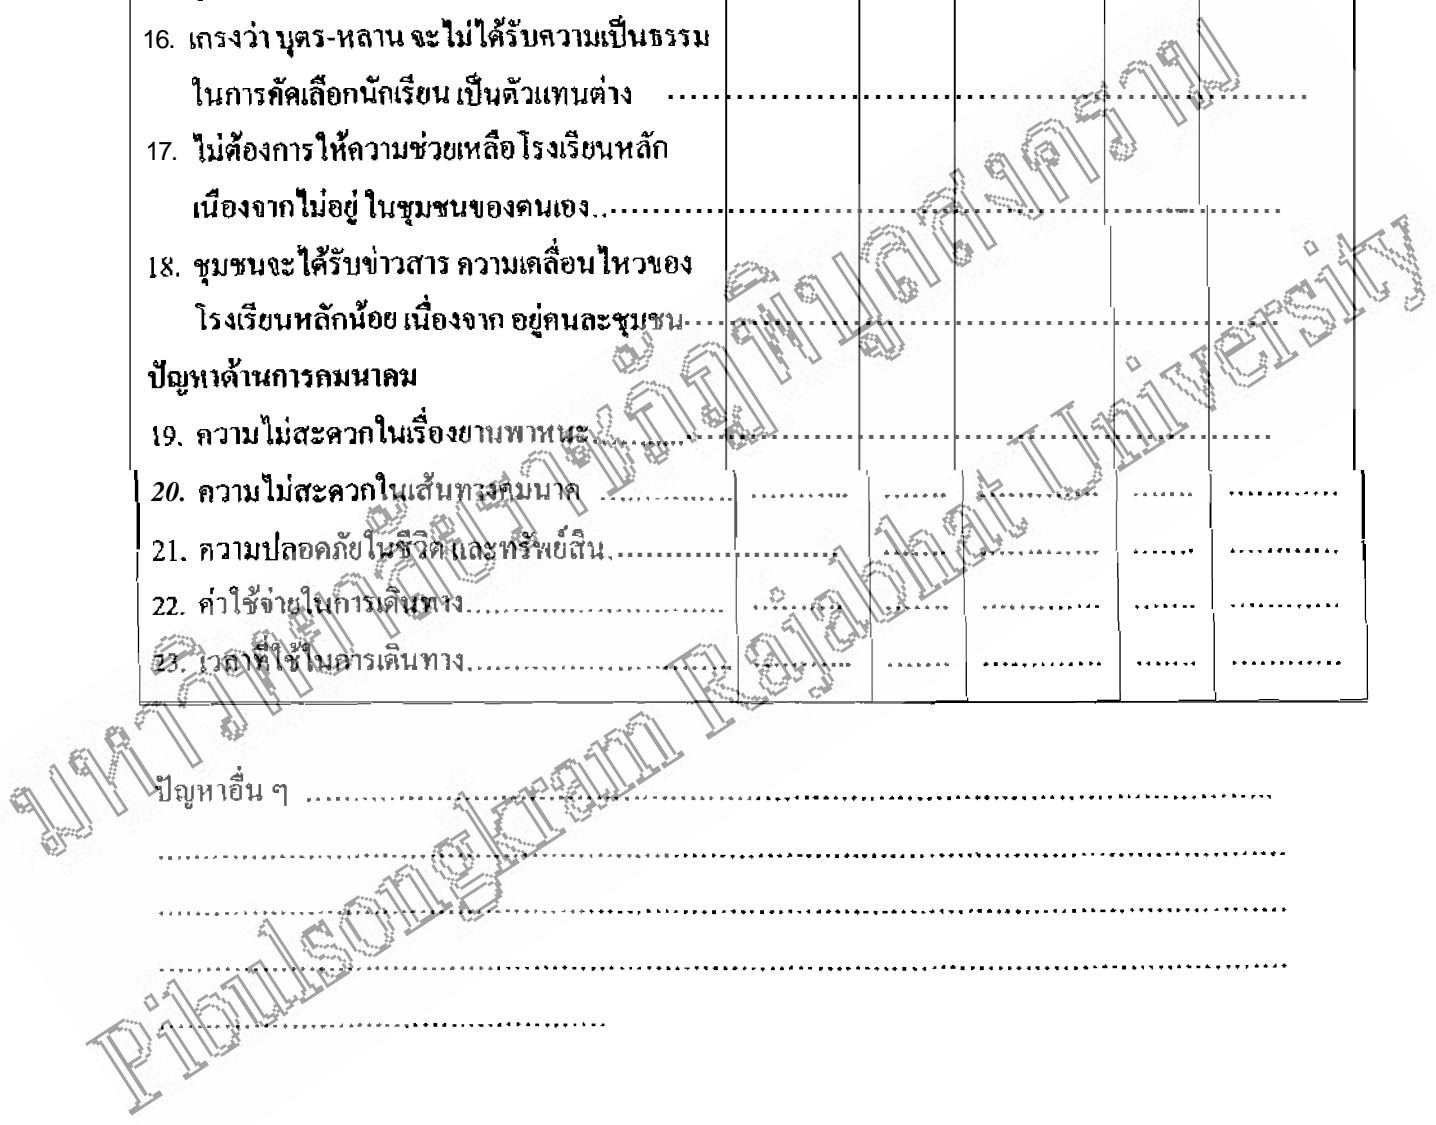 16. เกรงว่า บุตร-หลาน จะไม่ได้รับความเป็นธรรม
ในการคัดเลือกนักเรียน เป็นตัวแทนต่าง ........................................................
17. ไม่ต้องการให้ความช่วยเหลือโรงเรียนหลัก
เนื่องจากไม่อยู่ ในชุมชนของตนเอง..........................................................
18. ชุมชนจะได้รับข่าวสาร ความเคลื่อนไหวของ
โรงเรียนหลักน้อย เนื่องจาก อยู่คนละชุมชน..................................................
ปัญหาด้านการคมนาคม
19. ความไม่สะดวกในเรื่องยานพาหนะ..........................................................
20. ความไม่สะดวกในเส้นทางคมนาคม .............. ........... ....... ............. ....... ............
21. ความปลอดภัยในชีวิต และทรัพย์สิน........................ ....... ............. ....... ............
22. ค่าใช้จ่ายในการเดินทาง............................ ........... ....... ............. ....... ............
23. เวลาที่ใช้ในการเดินทาง............................ ........... ....... ............. ....... ............
ปัญหาอื่น ๆ ........................................................................................
........................................................................................................
........................................................................................................
........................................................................................................
..........................................
มหาวิทยาลัยราชภัฏพิบูลสงคราม
Pibulsongkram Rajabhat University